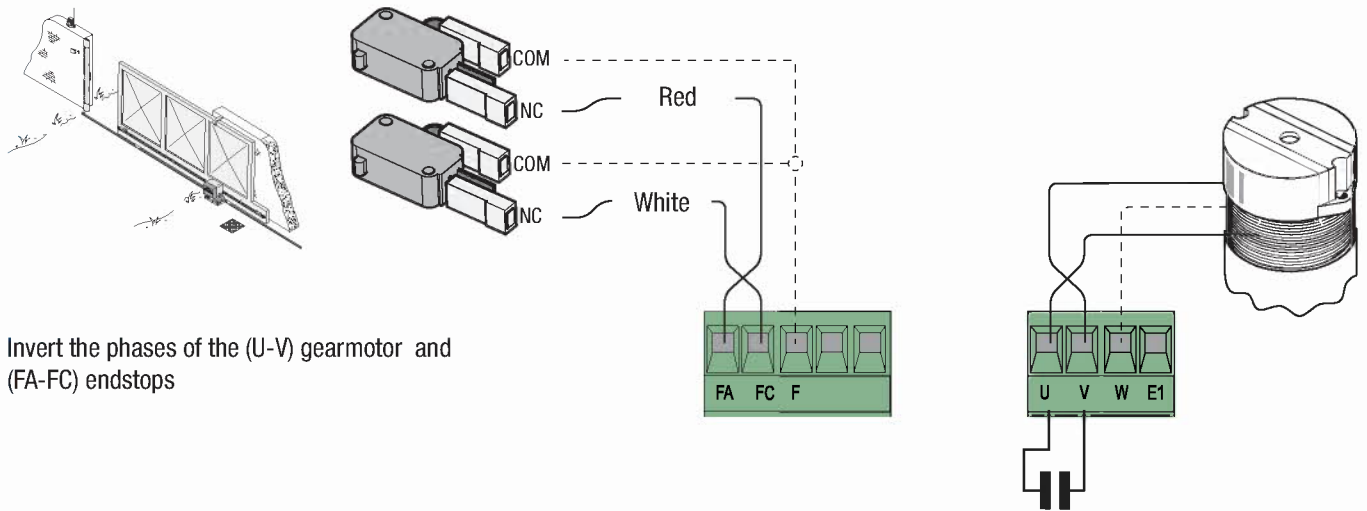 COM
NC
Red
COM
NC
White
Invert the phases of the (U-V) gearmotor and
(FA-FC) endstops
FA FC F
U V W E1